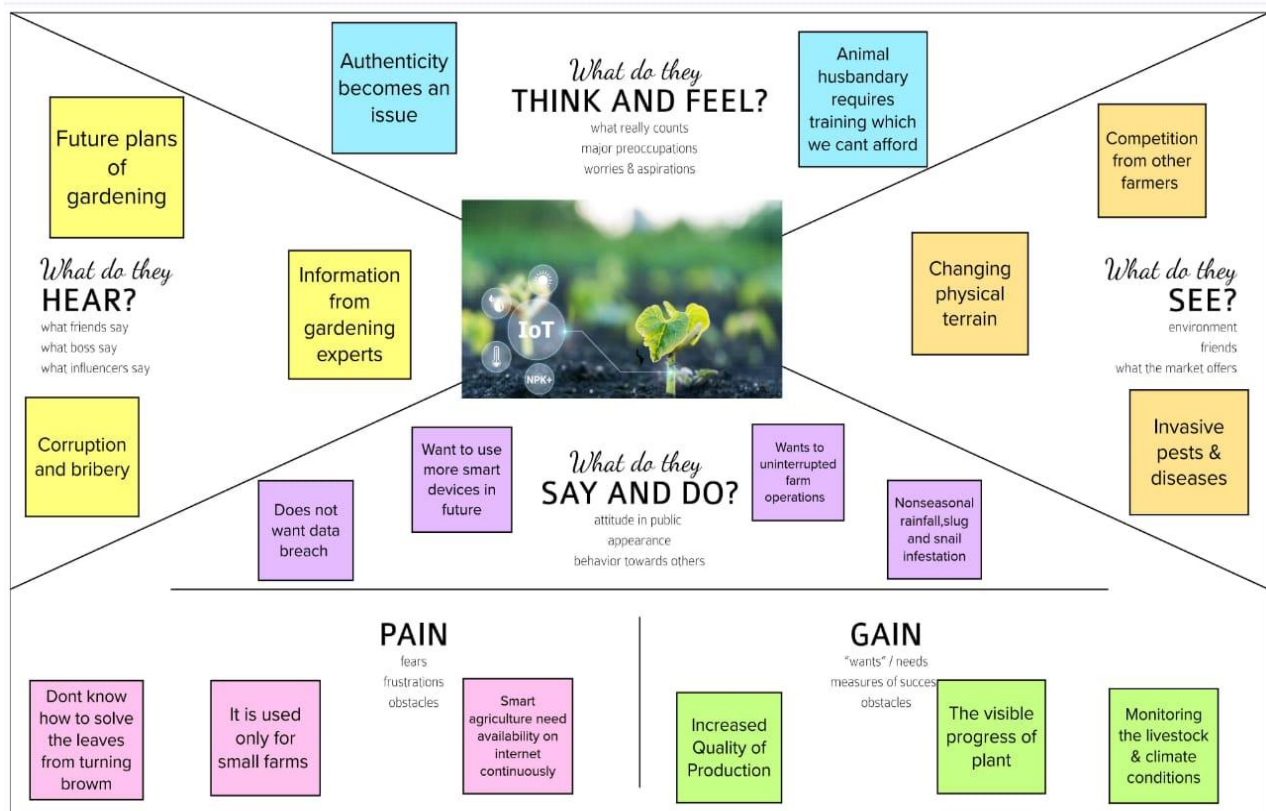 What do they
THINK AND FEEL?
what really counts
major preoccupations
worries & aspirations
Authenticity
becomes an
issue
Animal
husbandary
requires
training which
we cant afford
What do they
HEAR?
what friends say
what boss say
what influencers say
Future plans
of
gardening
Information
from
gardening
experts
Corruption
and bribery
IoT
NPK+
What do they
SEE?
environment
friends
what the market offers
Competition
from other
farmers
Changing
physical
terrain
Invasive
pests &
diseases
What do they
SAY AND DO?
attitude in public
appearance
behavior towards others
Does not
want data
breach
Want to use
more smart
devices in
future
Wants to
uninterrupted
farm
operations
Nonseasonal
rainfall,slug
and snail
infestation
PAIN
fears
frustrations
obstacles
Dont know
how to solve
the leaves
from turning
browm
It is used
only for
small farms
Smart
agriculture need
availability on
internet
continuously
GAIN
"wants" / needs
measures of succes
obstacles
Increased
Quality of
Production
The visible
progress of
plant
Monitoring
the livestock
& climate
conditions